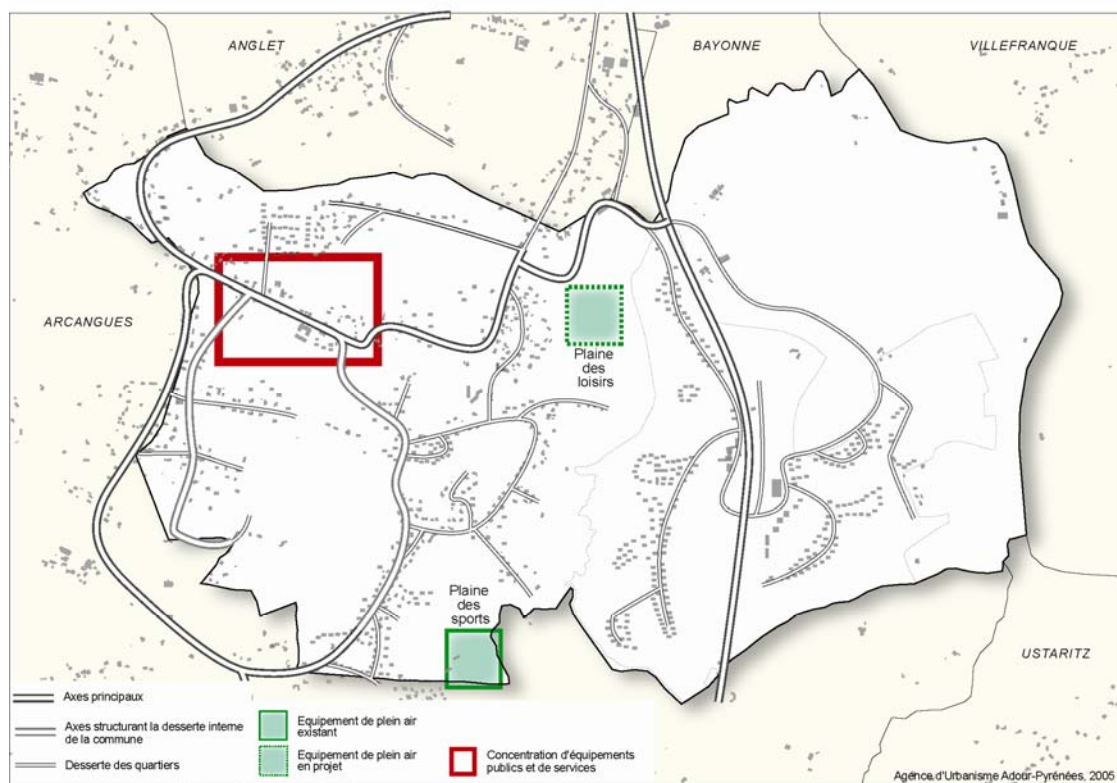 ANGLET
BAYONNE
VILLEFRANQUE
ARCANGUES
Plaine
des
loisirs
Plaine
des
sports
USTARITZ
Axes principaux
Axes structurant la desserte interne
de la commune
Desserte des quartiers
Equipement de plein air
existant
Equipement de plein air
en projet
Concentration d'équipements
publics et de services
Agence d'Urbanisme Adour-Pyrénées, 2009